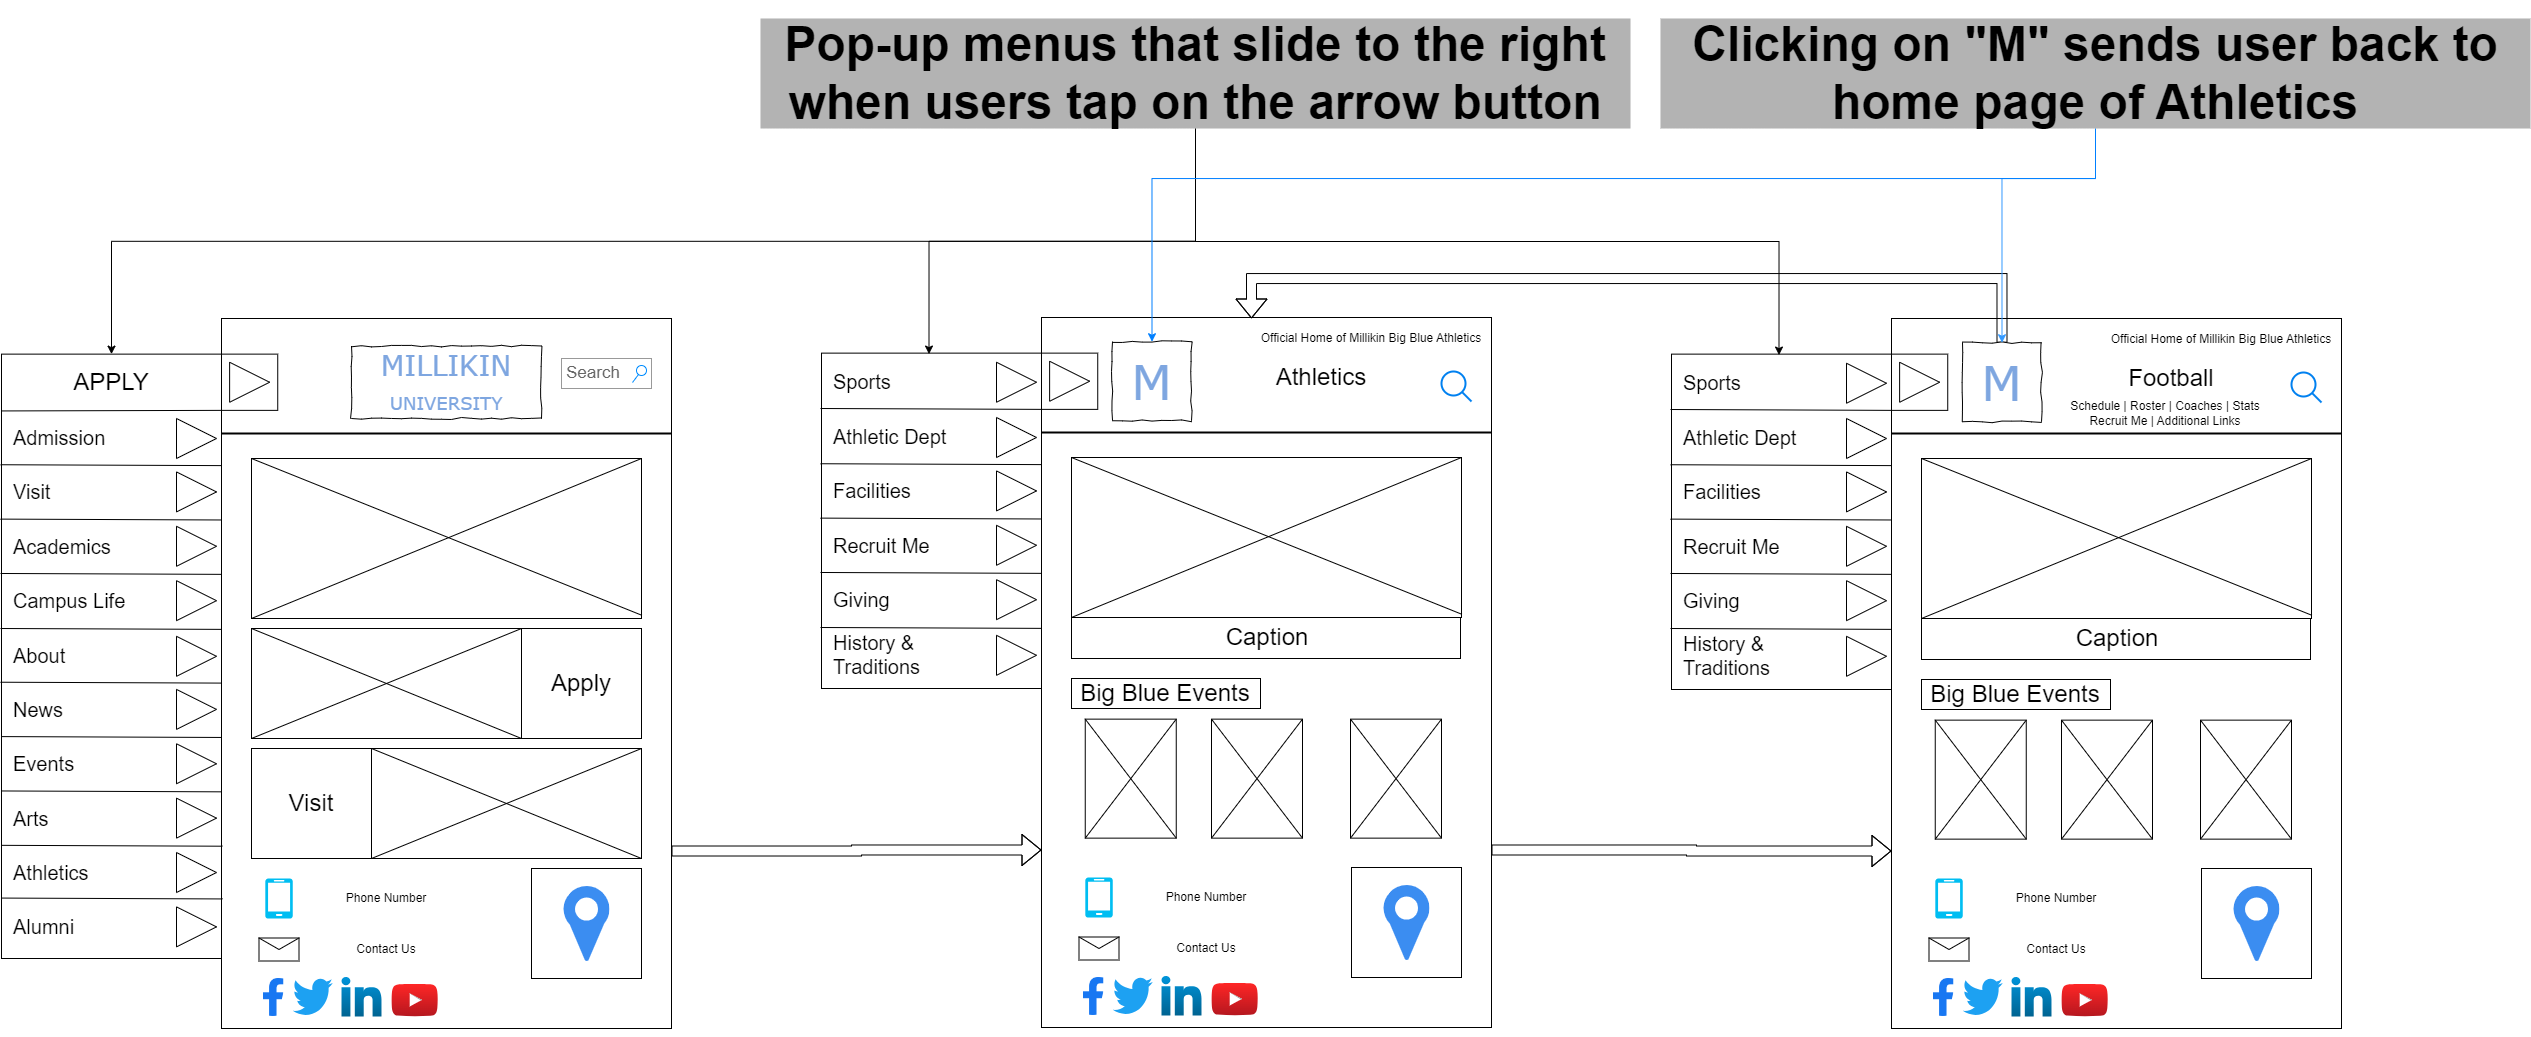 Pop-up menus that slide to the right
when users tap on the arrow button
Clicking on "M" sends user back to
home page of Athletics
APPLY
Admission
Visit
Academics
Campus Life
About
News
Events
Arts
Athletics
Alumni
MILLIKIN
UNIVERSITY
Search
Apply
Visit
Phone Number
Contact Us
f
in
Sports
Athletic Dept
Facilities
Recruit Me
Giving
History &
Traditions
M
Official Home of Millikin Big Blue Athletics
Athletics
Caption
Big Blue Events
Phone Number
Contact Us
f
in
Sports
Athletic Dept
Facilities
Recruit Me
Giving
History &
Traditions
M
Official Home of Millikin Big Blue Athletics
Football
Schedule | Roster | Coaches | Stats
Recruit Me | Additional Links
Caption
Big Blue Events
Phone Number
Contact Us
f
in